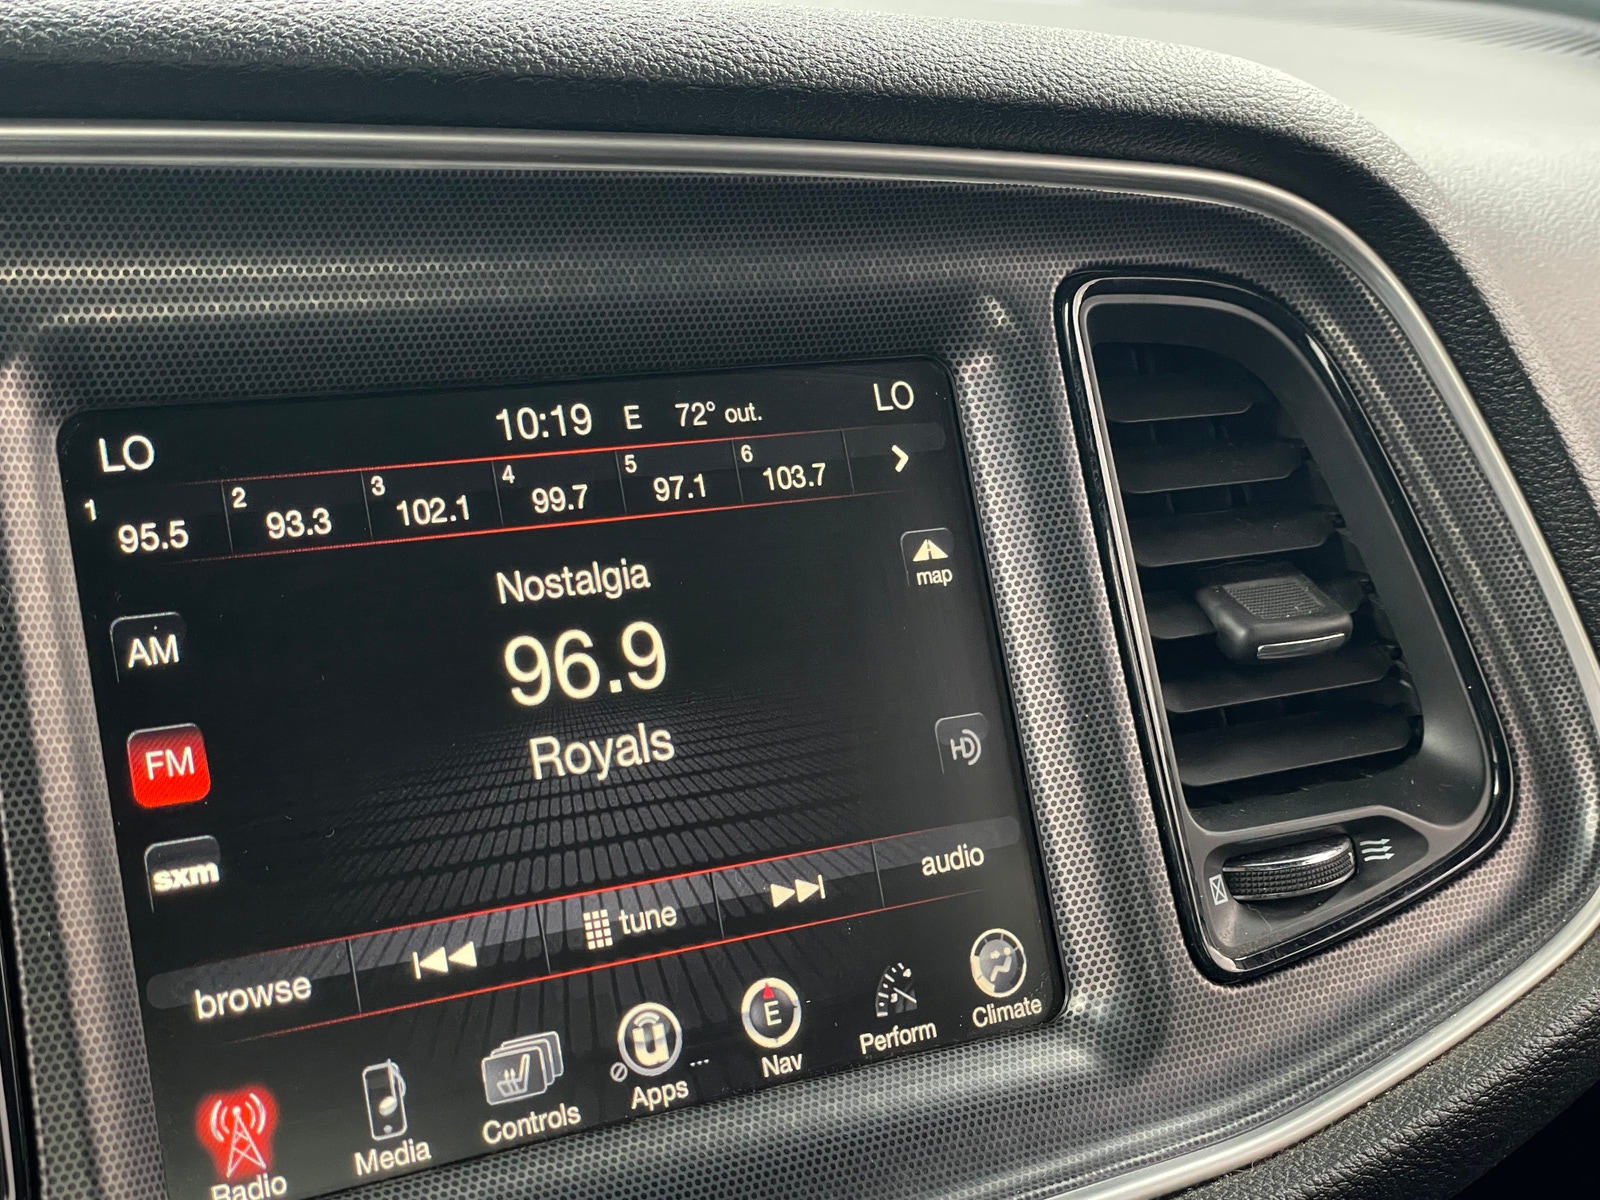 LO 10:19 E 72° out. LO
1 95.5 2 93.3 3 102.1 4 99.7 5 97.1 6 103.7
Nostalgia
map
96.9
AM
Royals
HD
FM
sxm
browse tune audio
Radio Media Controls Apps ... E Nav Perform Climate